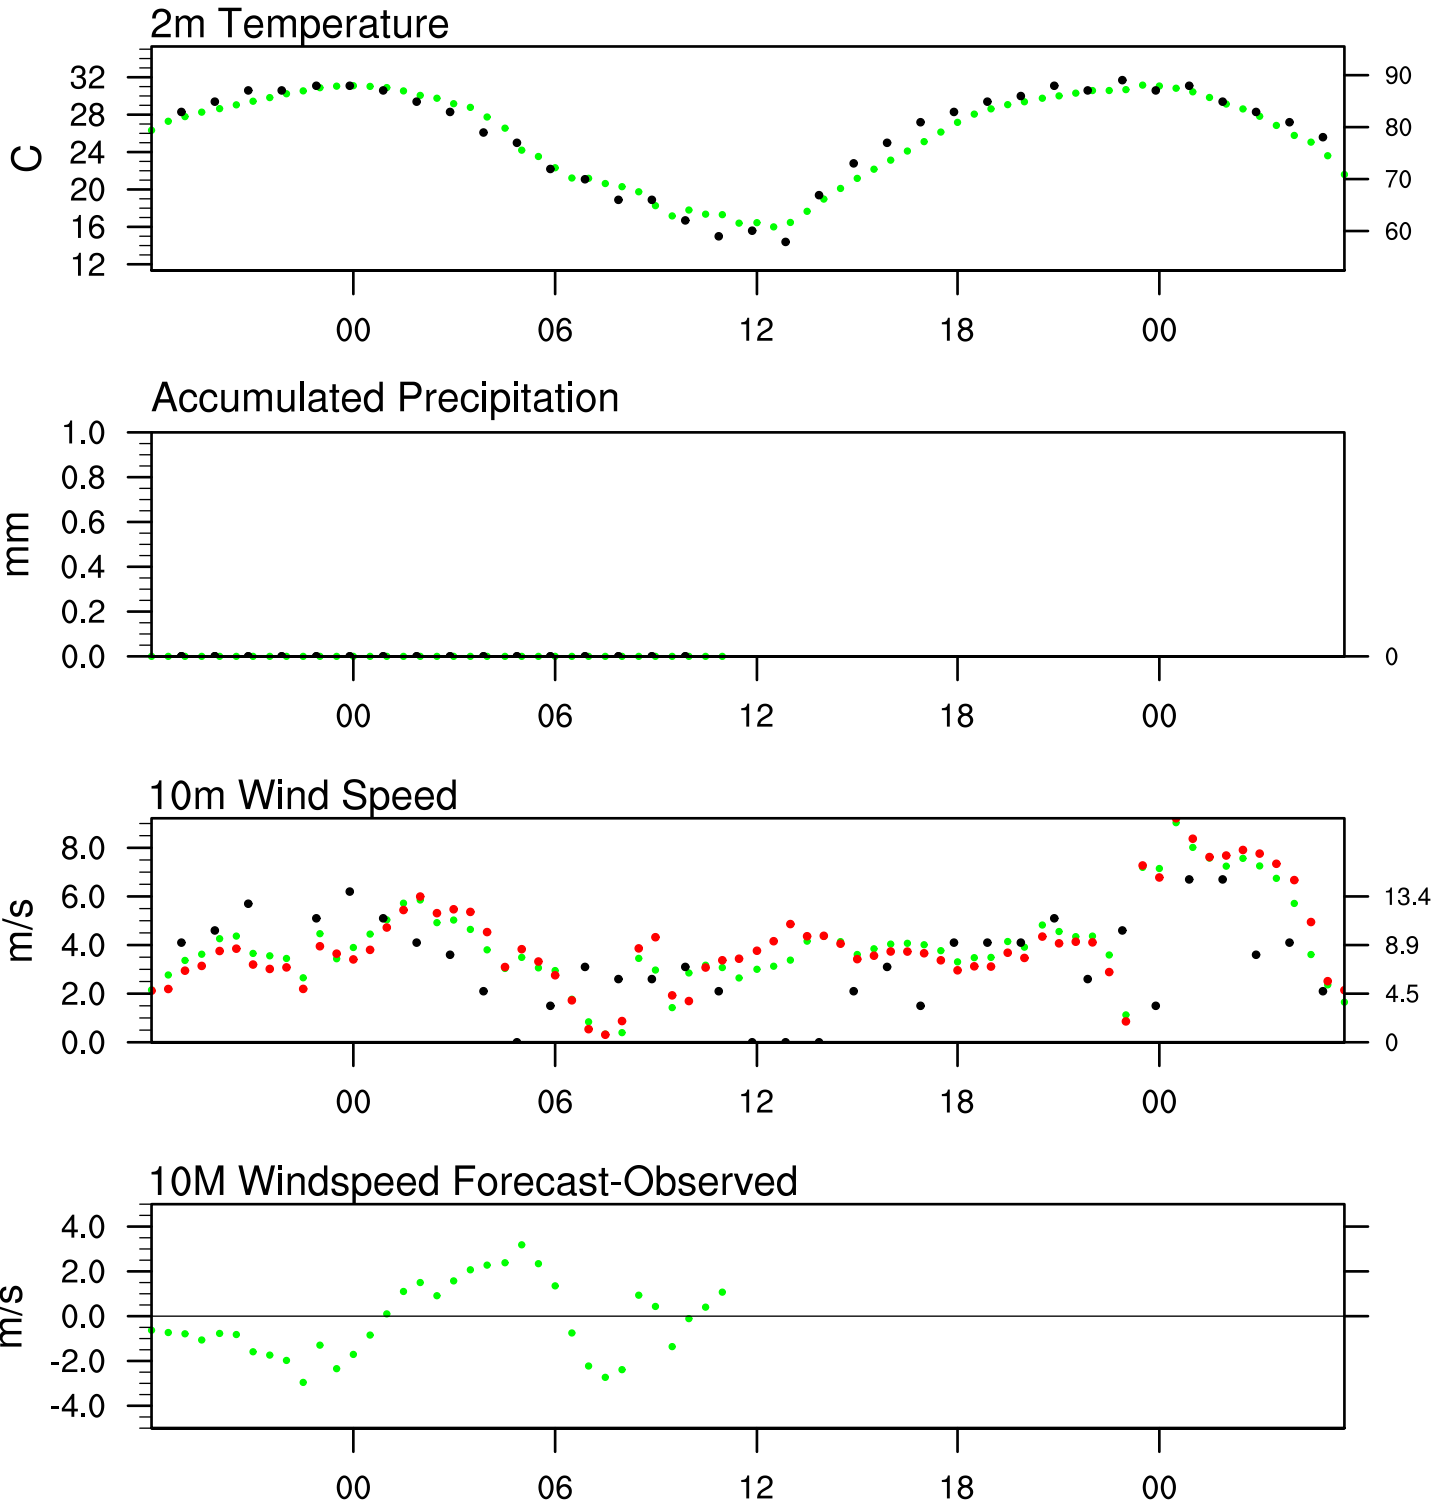 2m Temperature
32
28
24
20
16
12
C
90
80
70
60
00 06 12 18 00
Accumulated Precipitation
1.0
0.8
0.6
0.4
0.2
0.0
mm
0
00 06 12 18 00
10m Wind Speed
8.0
6.0
4.0
2.0
0.0
m/s
13.4
8.9
4.5
0
00 06 12 18 00
10M Windspeed Forecast-Observed
4.0
2.0
0.0
-2.0
-4.0
m/s
00 06 12 18 00